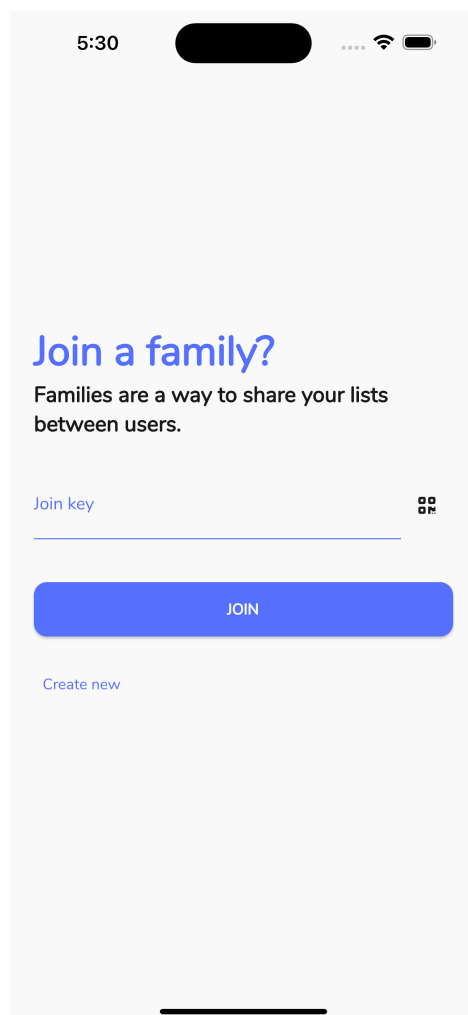 5:30
Join a family?
Families are a way to share your lists
between users.
Join key
JOIN
Create new